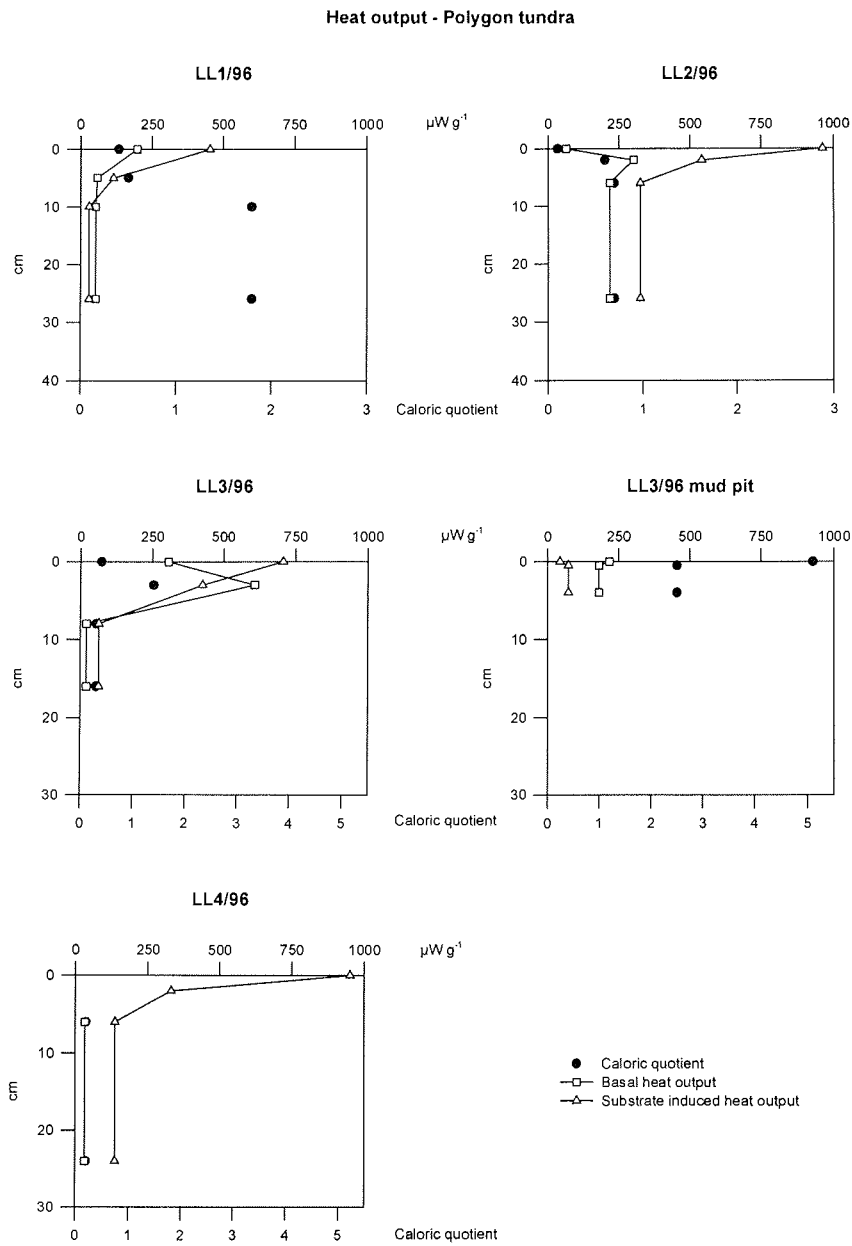 Heat output - Polygon tundra
LL1/96
0 250 500 750 1000 µW g-1
0
10
20
30
40
cm
0 1 2 3 Caloric quotient
LL2/96
0 250 500 750 1000
0
10
20
30
40
cm
0 1 2 3
LL3/96
0 250 500 750 1000 µW g-1
0
10
20
30
cm
0 1 2 3 4 5 Caloric quotient
LL3/96 mud pit
0 250 500 750 1000
0
10
20
30
cm
0 1 2 3 4 5
LL4/96
0 250 500 750 1000 µW g-1
0
10
20
30
cm
0 1 2 3 4 5 Caloric quotient
Caloric quotient
Basal heat output
Substrate induced heat output